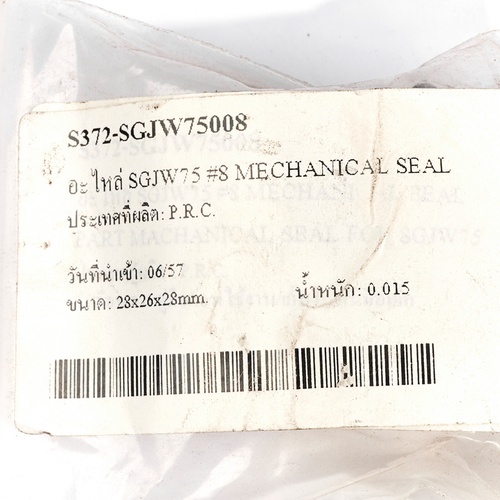 S372-SGJW75008
อะไหล่ SGJW75 #8 MECHANICAL SEAL
ประเทศที่ผลิต: P.R.C.
วันที่นำเข้า: 06/57
ขนาด: 28x26x28mm. น้ำหนัก: 0.015